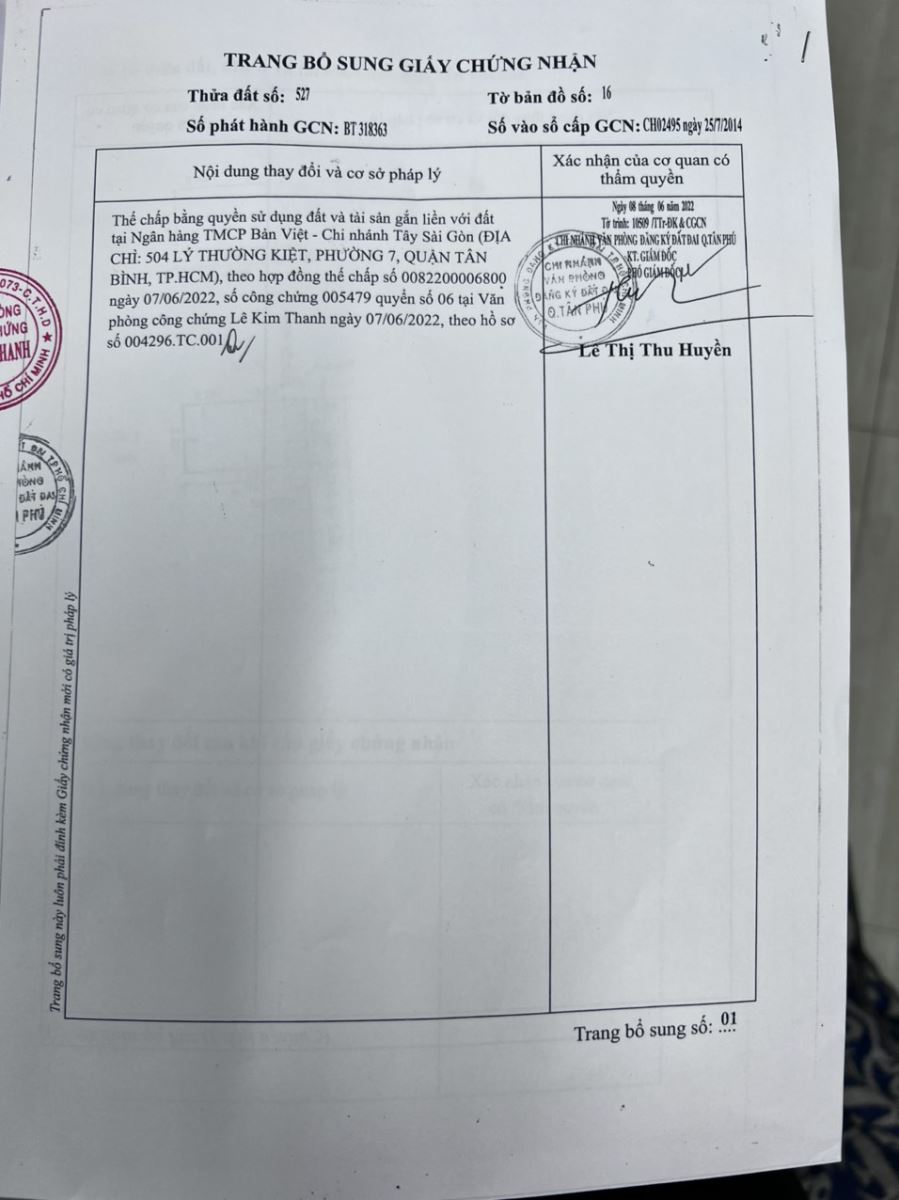 TRANG BỔ SUNG GIẤY CHỨNG NHẬN
Thửa đất số: 527
Tờ bản đồ số: 16
Số phát hành GCN: BT 318363
Số vào sổ cấp GCN: CH02495 ngày 25/7/2014
Nội dung thay đổi và cơ sở pháp lý
Xác nhận của cơ quan có
thẩm quyền
Thế chấp bằng quyền sử dụng đất và tài sản gắn liền với đất
tại Ngân hàng TMCP Bản Việt - Chi nhánh Tây Sài Gòn (ĐỊA
CHỈ: 504 LÝ THƯỜNG KIỆT, PHƯỜNG 7, QUẬN TÂN
BÌNH, TP.HCM), theo hợp đồng thế chấp số 0082200006800
ngày 07/06/2022, số công chứng 005479 quyển số 06 tại Văn
phòng công chứng Lê Kim Thanh ngày 07/06/2022, theo hồ sơ
số 004296.TC.001
Ngày 08 tháng 06 năm 2022
Tờ trình: 10509 /TTr-ĐK & CGCN
CHI NHÁNH VĂN PHÒNG ĐĂNG KÝ ĐẤT ĐAI Q.TÂN PHÚ
KT. GIÁM ĐỐC
PHÓ GIÁM ĐỐC
CHI NHÁNH
VĂN PHÒNG
ĐĂNG KÝ ĐẤT ĐAI
Q.TÂN PHÚ
Lê Thị Thu Huyền
073-C.T.H.D
HỒ CHÍ MINH
ĐẤT ĐAI
PHÚ
Trang bổ sung này luôn phải đính kèm Giấy chứng nhận mới có giá trị pháp lý
Trang bổ sung số: 01